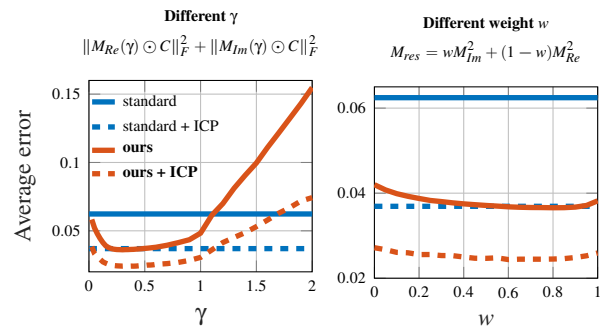 Different γ
‖M_Re(γ) ⊙ C‖²_F + ‖M_Im(γ) ⊙ C‖²_F
Different weight w
M_res = wM²_Im + (1 − w)M²_Re
Average error
0.15
0.1
0.05
standard
standard + ICP
ours
ours + ICP
0 0.5 1 1.5 2
γ
0.06
0.04
0.02
0 0.2 0.4 0.6 0.8 1
w